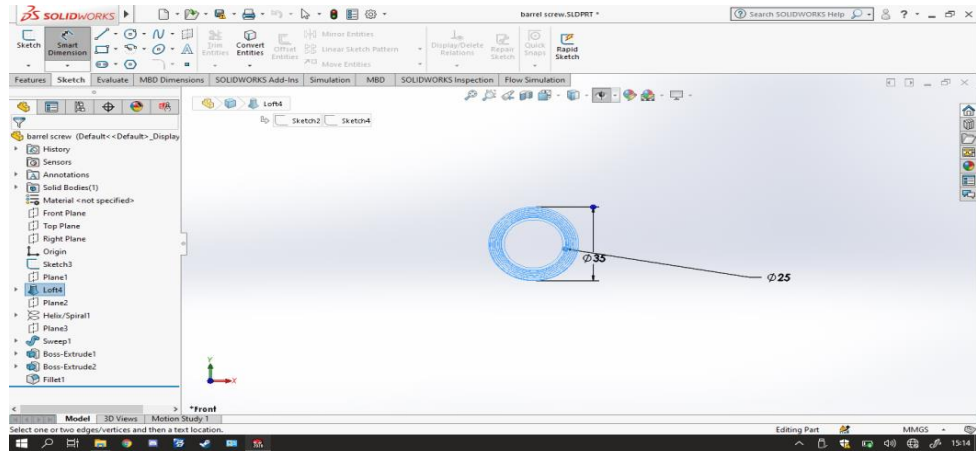 SOLIDWORKS
barrel screw.SLDPRT *
Search SOLIDWORKS Help
Sketch
Smart Dimension
Trim Entities
Convert Entities
Offset Entities
Mirror Entities
Linear Sketch Pattern
Move Entities
Display/Delete Relations
Repair Sketch
Quick Snaps
Rapid Sketch
Features Sketch Evaluate MBD Dimensions SOLIDWORKS Add-Ins Simulation MBD SOLIDWORKS Inspection Flow Simulation
Loft4
Sketch2 Sketch4
barrel screw (Default<<Default>_Display
History
Sensors
Annotations
Solid Bodies(1)
Material <not specified>
Front Plane
Top Plane
Right Plane
Origin
Sketch3
Plane1
Loft4
Plane2
Helix/Spiral1
Plane3
Sweep1
Boss-Extrude1
Boss-Extrude2
Fillet1
Ø35
Ø25
Y
X
*Front
Model 3D Views Motion Study 1
Select one or two edges/vertices and then a text location.
Editing Part
MMGS
15:14